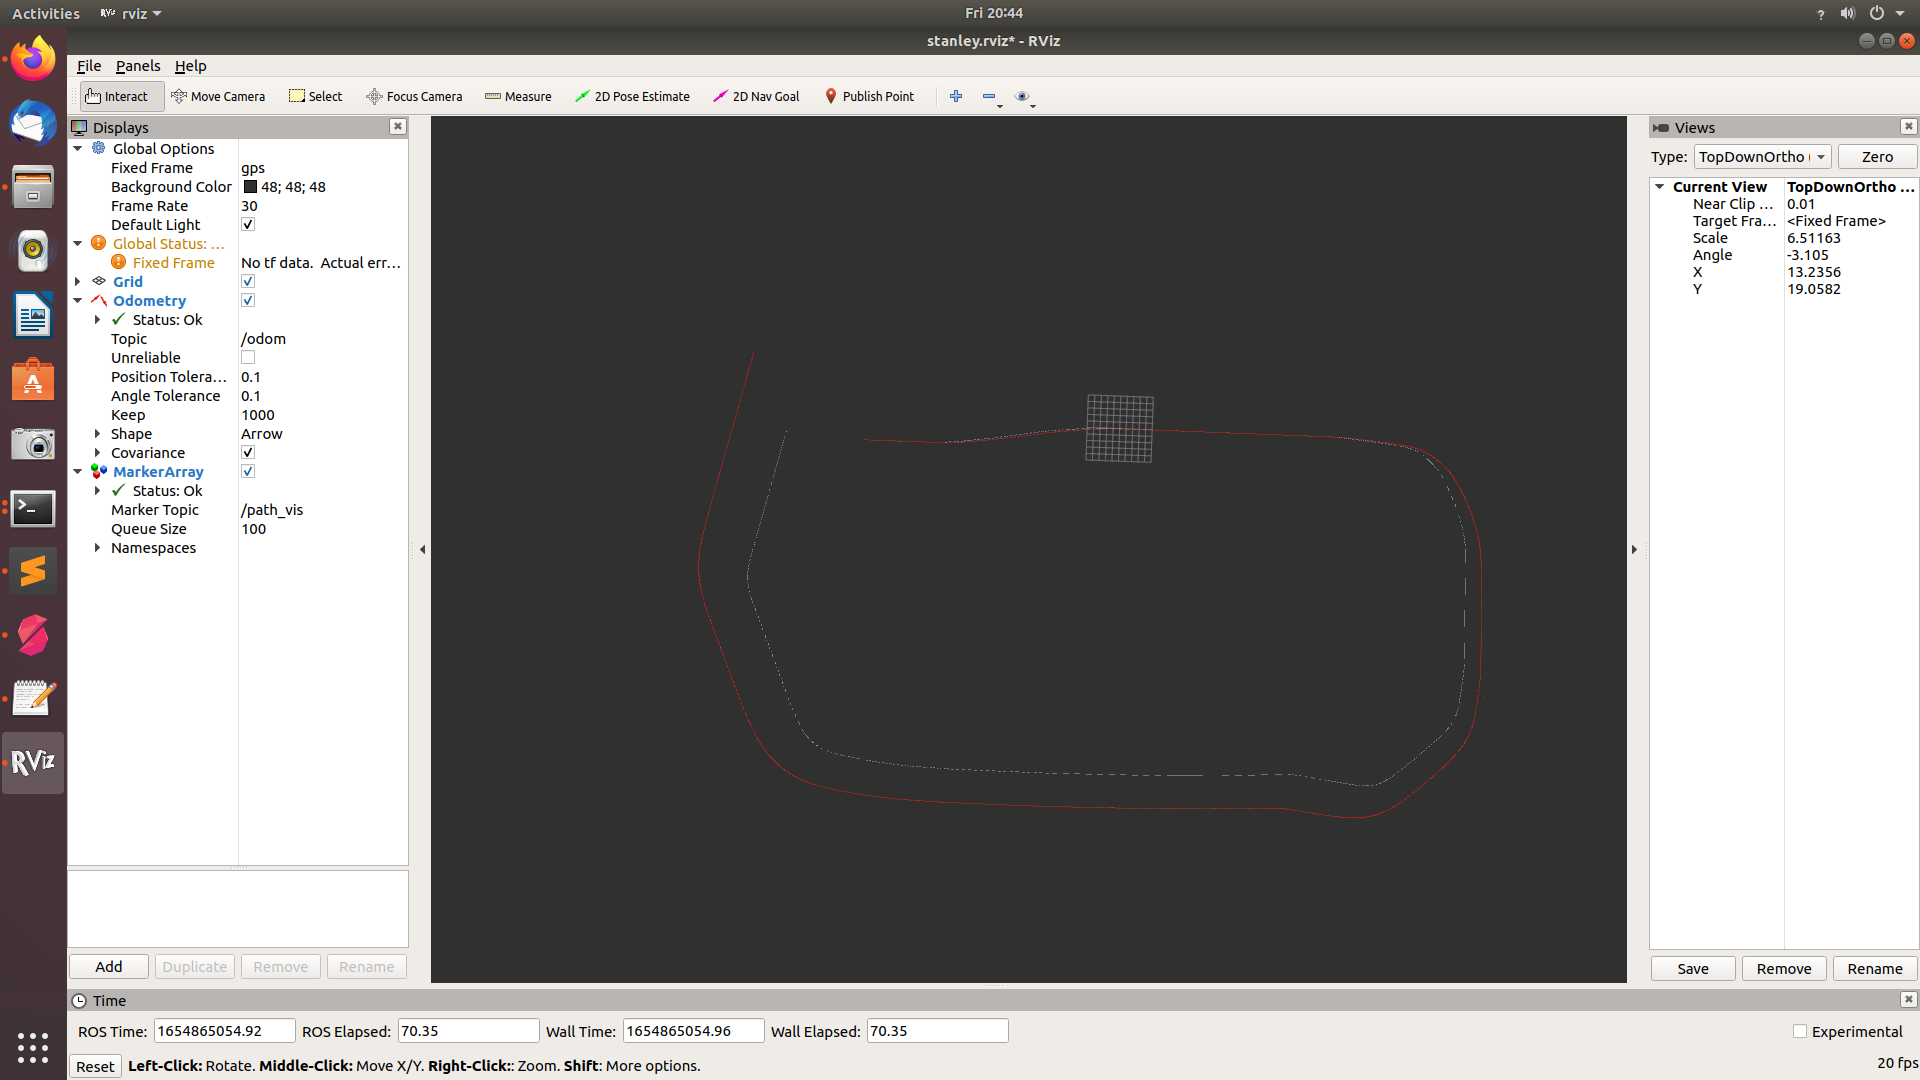 Activities RViz rviz Fri 20:44 ?
stanley.rviz* - RViz
File Panels Help
Interact Move Camera Select Focus Camera Measure 2D Pose Estimate 2D Nav Goal Publish Point
Displays
Global Options
Fixed Frame gps
Background Color 48; 48; 48
Frame Rate 30
Default Light
Global Status: ...
Fixed Frame No tf data. Actual err...
Grid
Odometry
Status: Ok
Topic /odom
Unreliable
Position Tolera... 0.1
Angle Tolerance 0.1
Keep 1000
Shape Arrow
Covariance
MarkerArray
Status: Ok
Marker Topic /path_vis
Queue Size 100
Namespaces
RViz
Add Duplicate Remove Rename
Views
Type: TopDownOrtho ( Zero
Current View TopDownOrtho ...
Near Clip ... 0.01
Target Fra... <Fixed Frame>
Scale 6.51163
Angle -3.105
X 13.2356
Y 19.0582
Save Remove Rename
Time
ROS Time: 1654865054.92 ROS Elapsed: 70.35 Wall Time: 1654865054.96 Wall Elapsed: 70.35 Experimental
Reset Left-Click: Rotate. Middle-Click: Move X/Y. Right-Click:: Zoom. Shift: More options. 20 fps